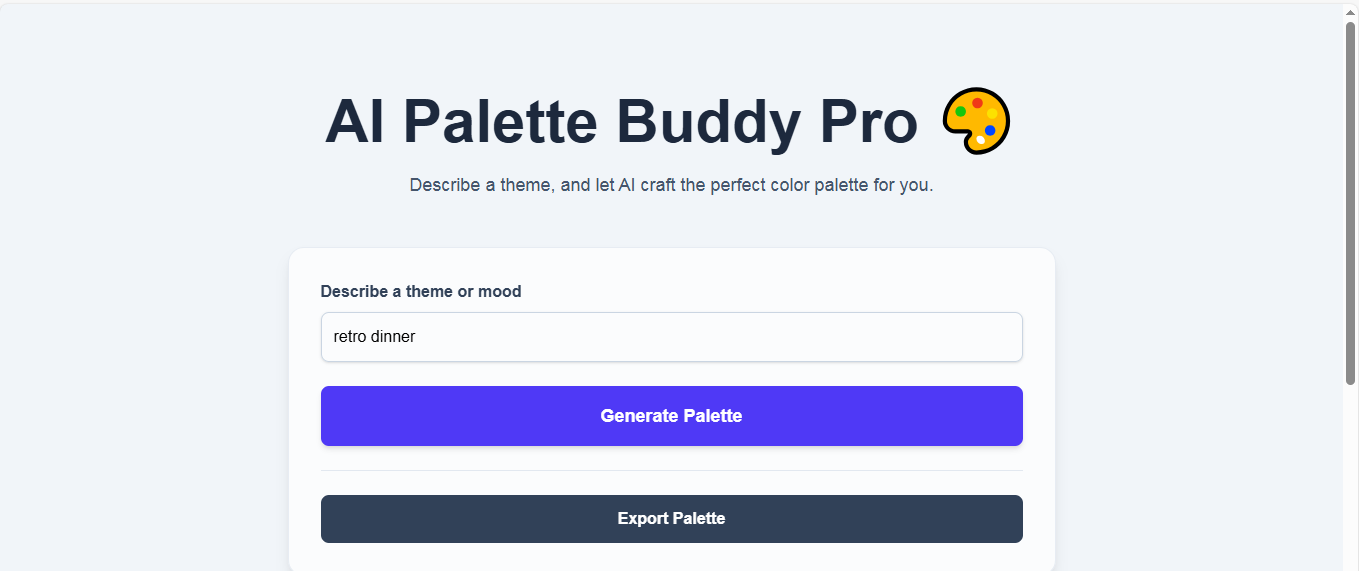 AI Palette Buddy Pro
Describe a theme, and let AI craft the perfect color palette for you.
Describe a theme or mood
retro dinner
Generate Palette
Export Palette